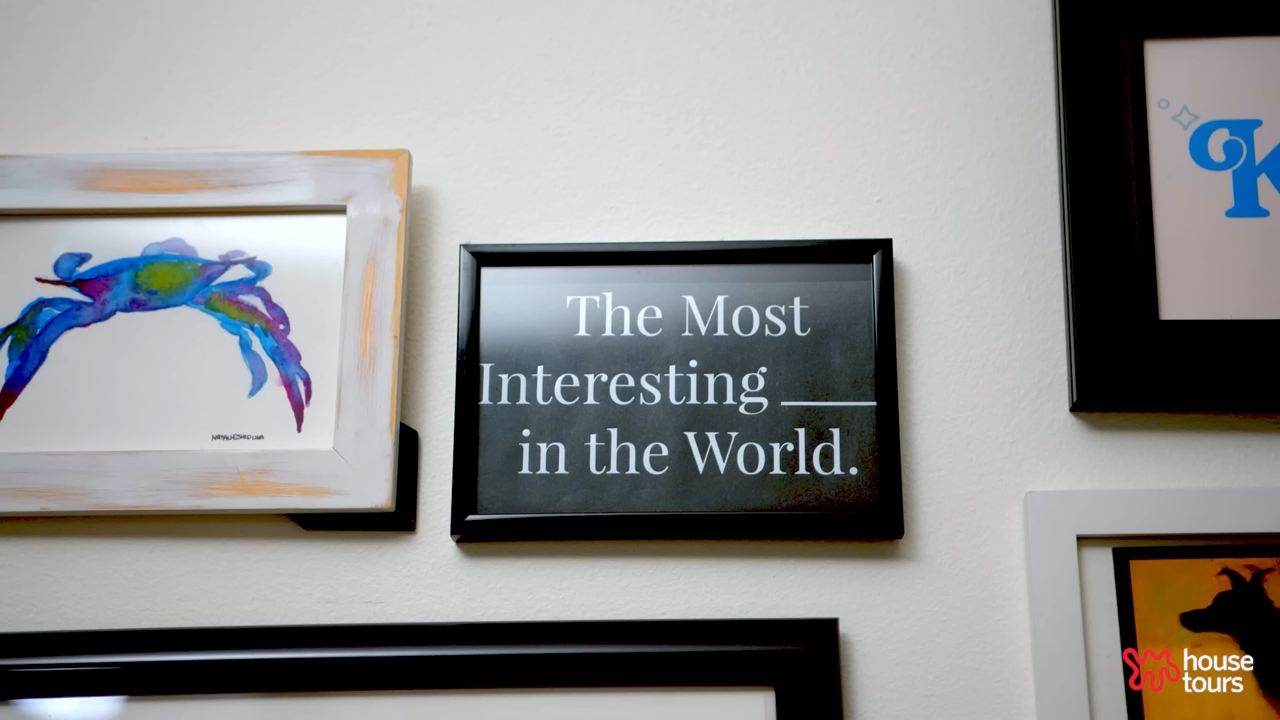 The Most
Interesting ____
in the World.
K
house
tours